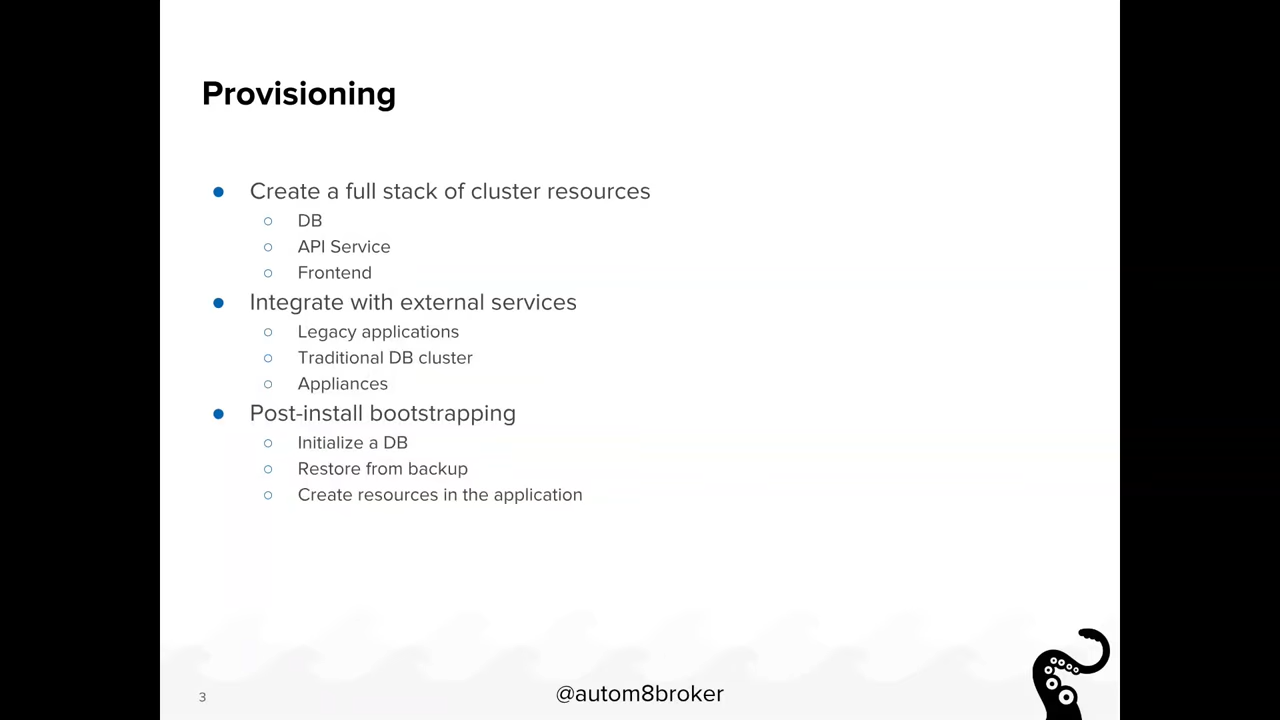 Provisioning
● Create a full stack of cluster resources
○ DB
○ API Service
○ Frontend
● Integrate with external services
○ Legacy applications
○ Traditional DB cluster
○ Appliances
● Post-install bootstrapping
○ Initialize a DB
○ Restore from backup
○ Create resources in the application
3
@autom8broker